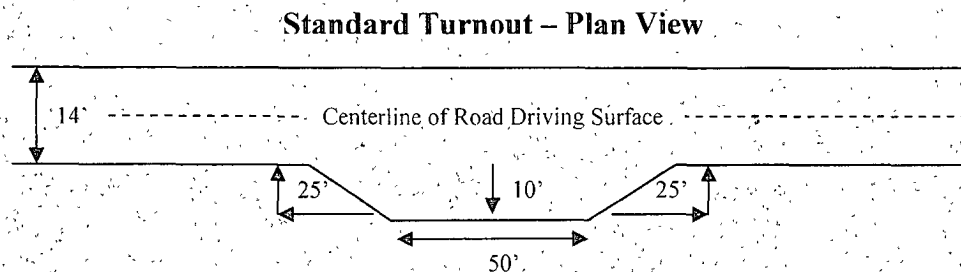 Standard Turnout – Plan View
14'
Centerline of Road Driving Surface
25'
10'
25'
50'